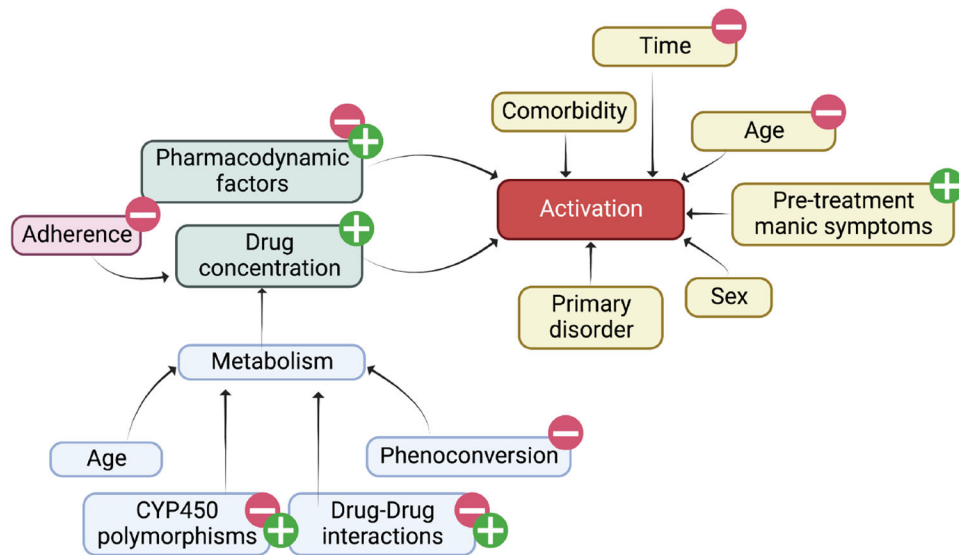 Time
Comorbidity
Age
Pharmacodynamic
factors
Activation
Pre-treatment
manic symptoms
Adherence
Drug
concentration
Sex
Primary
disorder
Metabolism
Age
Phenoconversion
CYP450
polymorphisms
Drug-Drug
interactions